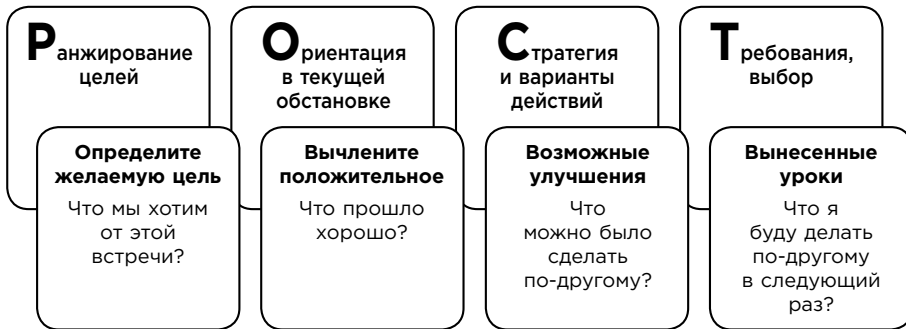 Ранжирование
целей
Ориентация
в текущей
обстановке
Стратегия
и варианты
действий
Требования,
выбор
Определите
желаемую цель
Что мы хотим
от этой
встречи?
Вычлените
положительное
Что прошло
хорошо?
Возможные
улучшения
Что
можно было
сделать
по-другому?
Вынесенные
уроки
Что я
буду делать
по-другому
в следующий
раз?